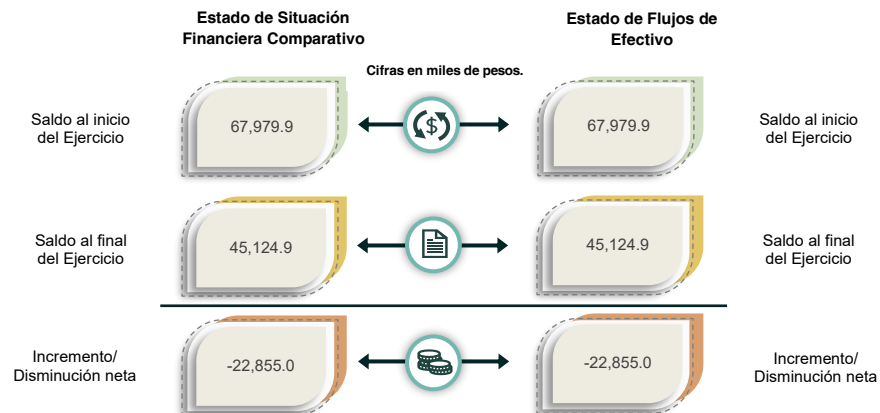 Estado de Situación
Financiera Comparativo
Estado de Flujos de
Efectivo
Cifras en miles de pesos.
Saldo al inicio
del Ejercicio
67,979.9
$
67,979.9
Saldo al inicio
del Ejercicio
Saldo al final
del Ejercicio
45,124.9
45,124.9
Saldo al final
del Ejercicio
Incremento/
Disminución neta
-22,855.0
-22,855.0
Incremento/
Disminución neta